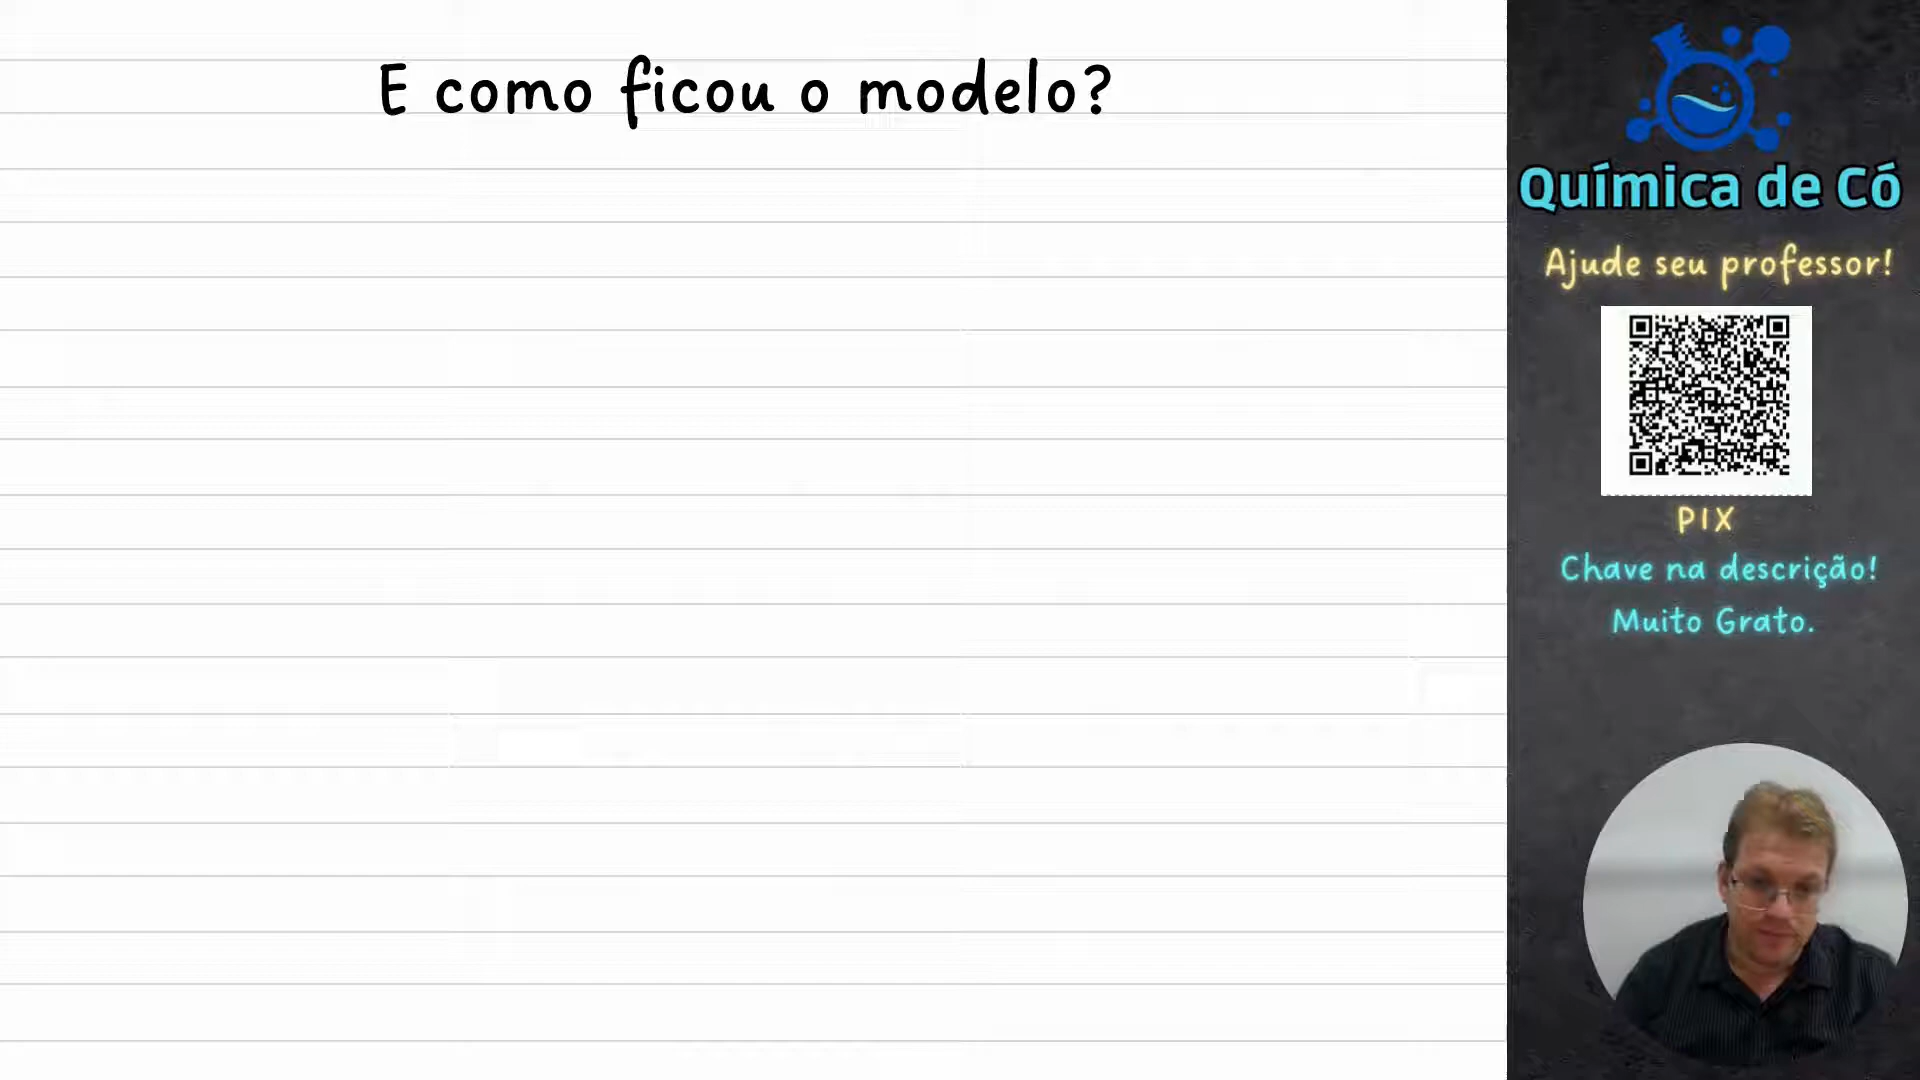 E como ficou o modelo?
Química de Có
Ajude seu professor!
PIX
Chave na descrição!
Muito Grato.